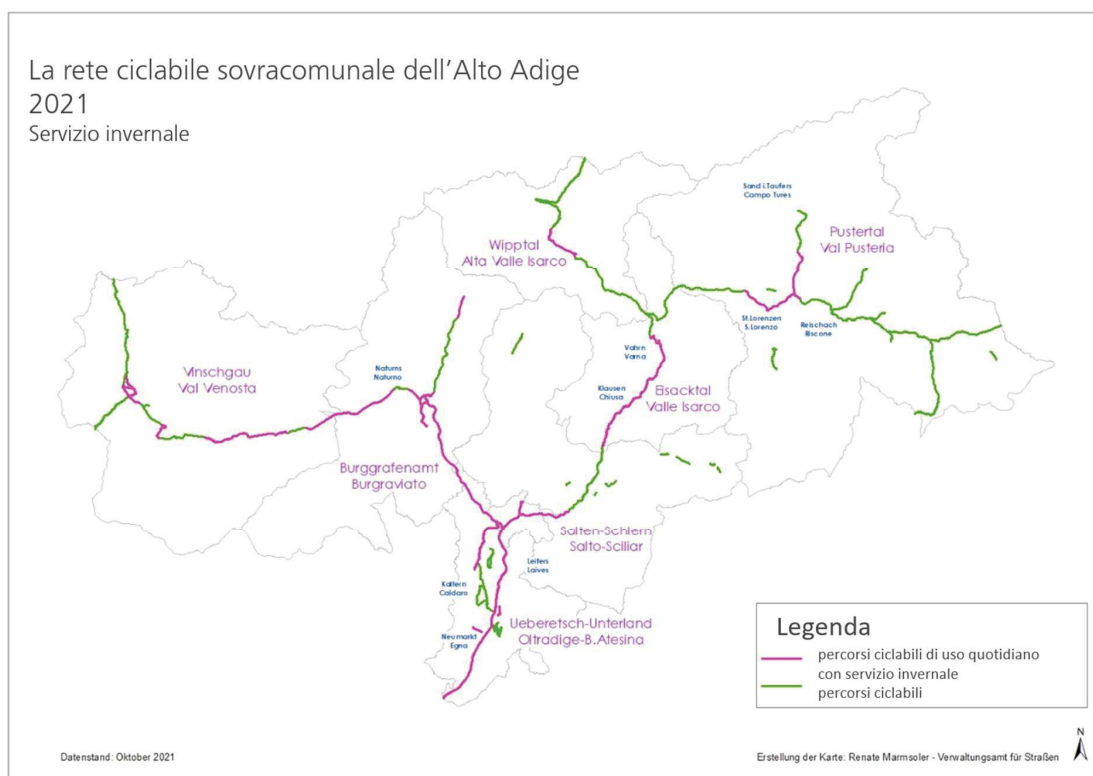 La rete ciclabile sovracomunale dell'Alto Adige
2021
Servizio invernale
Sand i.Taufers
Campo Tures
Pustertal
Val Pusteria
Wipptal
Alta Valle Isarco
St.Lorenzen
S.Lorenzo
Reischach
Riscone
Vahrn
Varna
Naturns
Naturno
Vinschgau
Val Venosta
Klausen
Chiusa
Eisacktal
Valle Isarco
Burggrafenamt
Burgraviato
Salten-Schlern
Salto-Sciliar
Leifers
Laives
Kaltern
Caldaro
Ueberetsch-Unterland
Oltradige-B.Atesina
Neumarkt
Egna
Legenda
percorsi ciclabili di uso quotidiano
con servizio invernale
percorsi ciclabili
Datenstand: Oktober 2021
Erstellung der Karte: Renate Marmsoler - Verwaltungsamt für Straßen
N